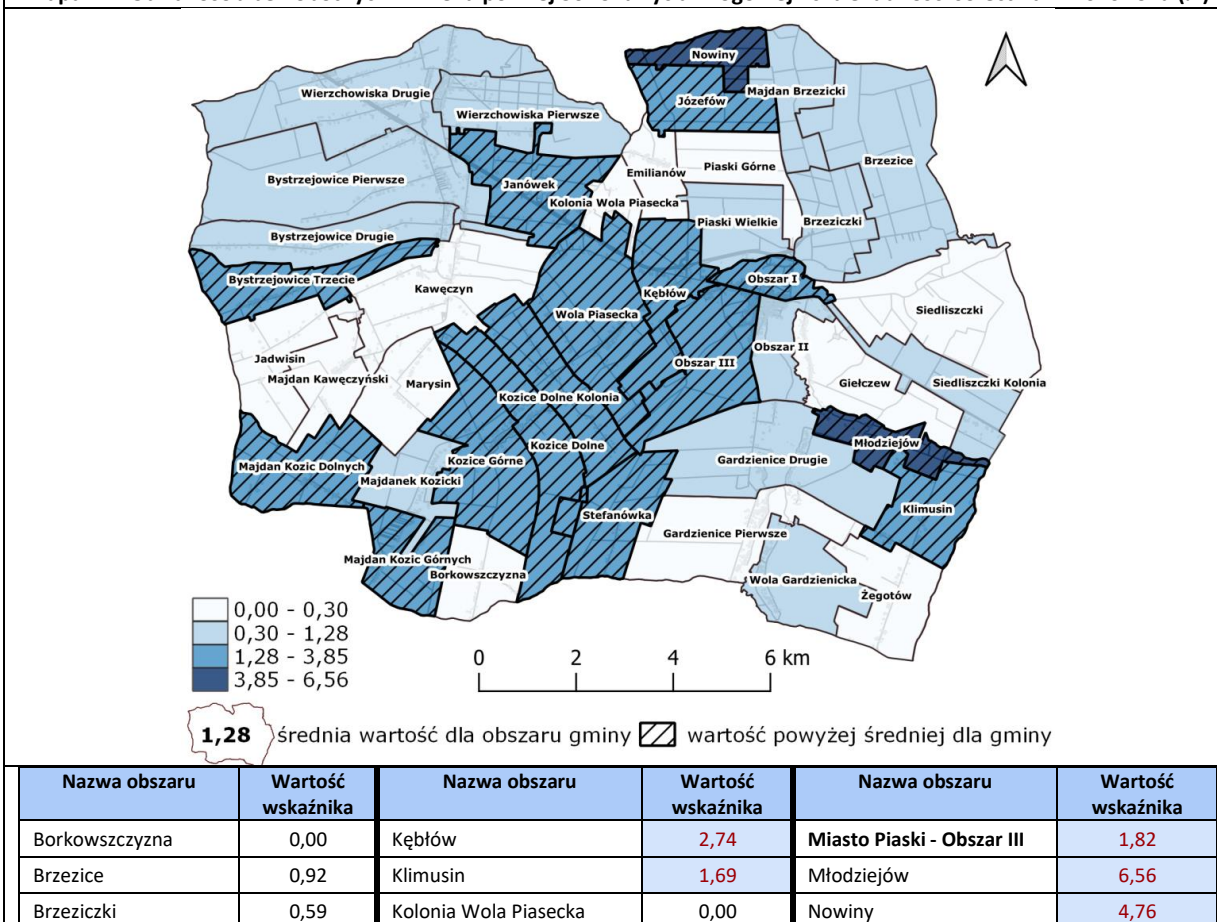 Nowiny
Wierzchowiska Drugie
Józefów
Majdan Brzezicki
Wierzchowiska Pierwsze
Brzezice
Piaski Górne
Emilianów
Bystrzejowice Pierwsze
Janówek
Kolonia Wola Piasecka
Piaski Wielkie
Brzeziczki
Bystrzejowice Drugie
Bystrzejowice Trzecie
Obszar I
Kawęczyn
Kębłów
Siedliszczki
Wola Piasecka
Obszar II
Jadwisin
Obszar III
Majdan Kawęczyński
Marysin
Giełczew
Siedliszczki Kolonia
Kozice Dolne Kolonia
Młodziejów
Kozice Dolne
Gardzienice Drugie
Kozice Górne
Majdan Kozic Dolnych
Majdanek Kozicki
Klimusin
Stefanówka
Gardzienice Pierwsze
Majdan Kozic Górnych
Borkowszczyzna
Wola Gardzienicka
Żegotów
0,00 - 0,30
0,30 - 1,28
1,28 - 3,85
3,85 - 6,56
0 2 4 6 km
1,28 średnia wartość dla obszaru gminy wartość powyżej średniej dla gminy
Nazwa obszaru Wartość wskaźnika Nazwa obszaru Wartość wskaźnika Nazwa obszaru Wartość wskaźnika
Borkowszczyzna 0,00 Kębłów 2,74 Miasto Piaski - Obszar III 1,82
Brzezice 0,92 Klimusin 1,69 Młodziejów 6,56
Brzeziczki 0,59 Kolonia Wola Piasecka 0,00 Nowiny 4,76